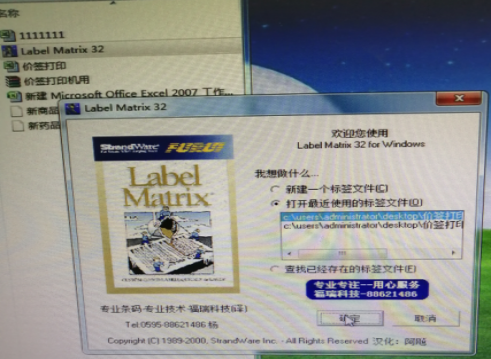 名称
1111111
Label Matrix 32
价签打印
价签打印机用
新建 Microsoft Office Excel 2007 工作...
新商品
新药品
Label Matrix 32
StrandWare
Label
Matrix
欢迎您使用
Label Matrix 32 for Windows
我想做什么...
新建一个标签文件(C)
打开最近使用的标签文件(O)
c:\users\administrator\desktop\价签打印
c:\users\administrator\desktop\价签打印
查找已经存在的标签文件(F)
专业专注--用心服务
福瑞科技-88621486
专业条码·专业技术·福瑞科技(译)
Tel:0595-88621486 杨
确定
取消
Copyright (C) 1989-2000, StrandWare Inc. - All Rights Reserved 汉化：阿